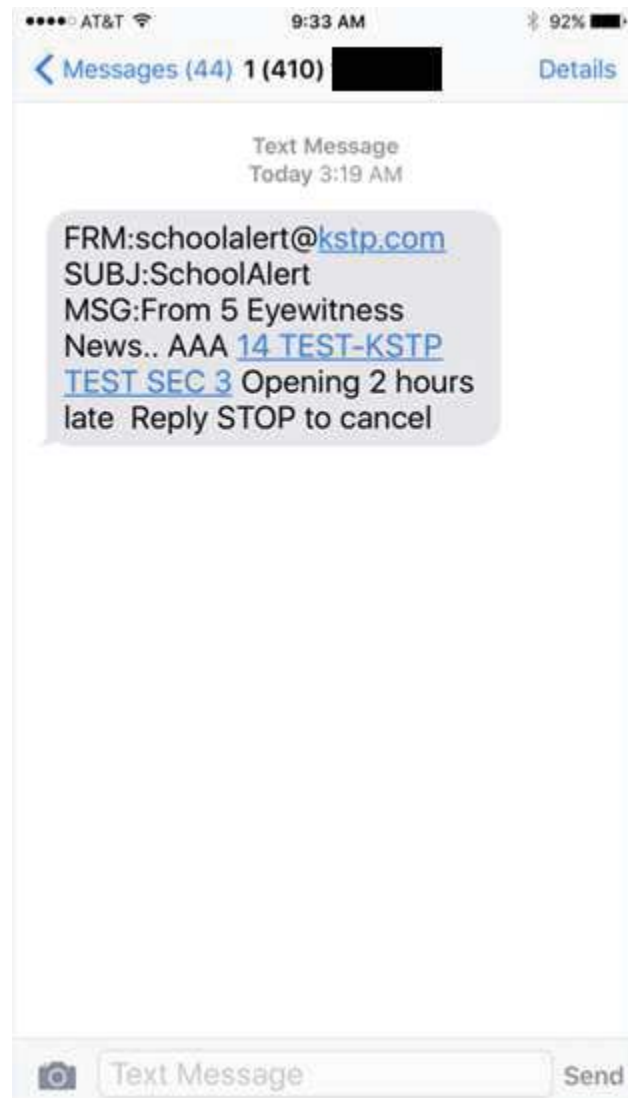 AT&T 9:33 AM 92%
Messages (44) 1 (410) Details
Text Message
Today 3:19 AM
FRM:schoolalert@kstp.com
SUBJ:SchoolAlert
MSG:From 5 Eyewitness
News.. AAA 14 TEST-KSTP
TEST SEC 3 Opening 2 hours
late  Reply STOP to cancel
Text Message Send